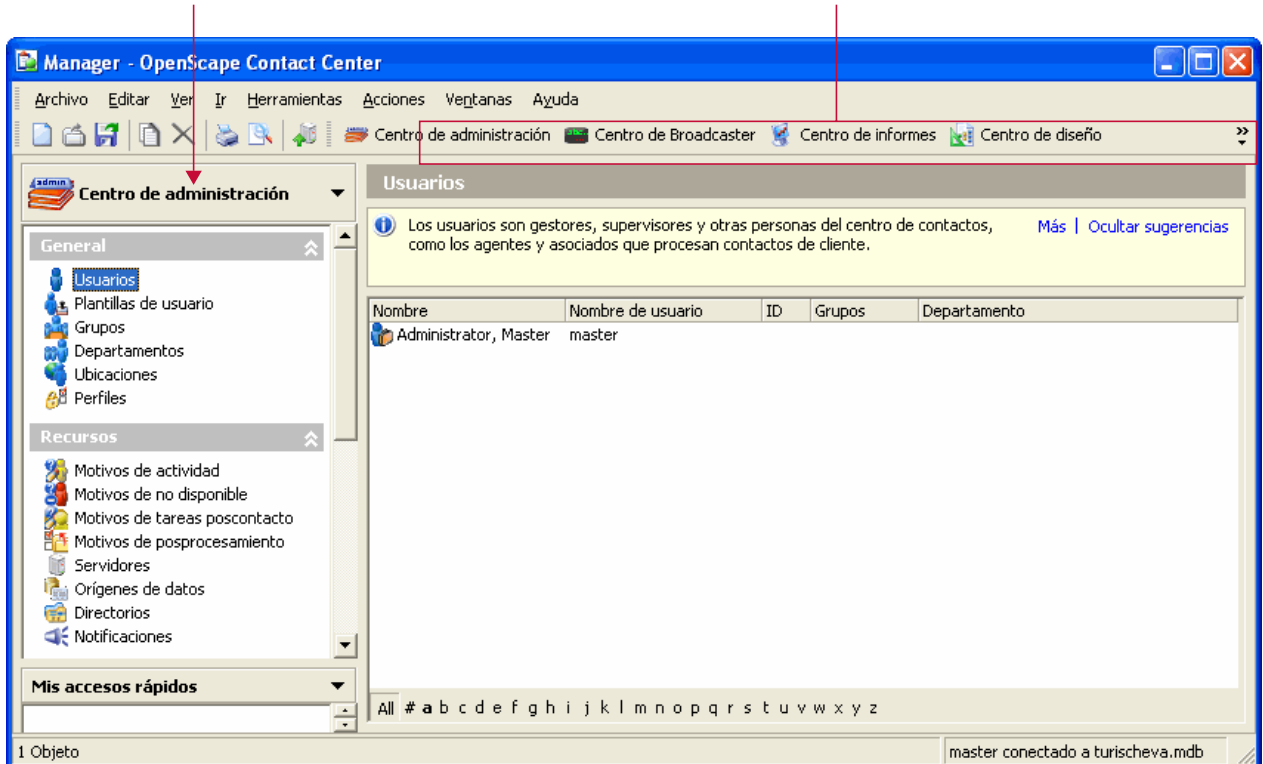 Manager - OpenScape Contact Center
Archivo Editar Ver Ir Herramientas Acciones Ventanas Ayuda
Centro de administración Centro de Broadcaster Centro de informes Centro de diseño
admin
Centro de administración
General
Usuarios
Plantillas de usuario
Grupos
Departamentos
Ubicaciones
Perfiles
Recursos
Motivos de actividad
Motivos de no disponible
Motivos de tareas poscontacto
Motivos de posprocesamiento
Servidores
Orígenes de datos
Directorios
Notificaciones
Mis accesos rápidos
Usuarios
Los usuarios son gestores, supervisores y otras personas del centro de contactos,
como los agentes y asociados que procesan contactos de cliente.
Más | Ocultar sugerencias
Nombre Nombre de usuario ID Grupos Departamento
Administrator, Master master
All # a b c d e f g h i j k l m n o p q r s t u v w x y z
1 Objeto
master conectado a turischeva.mdb